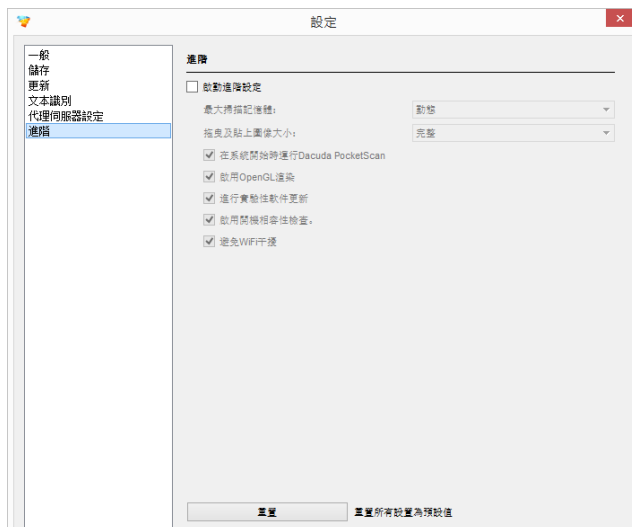 設定
一般
儲存
更新
文本識別
代理伺服器設定
進階
進階
啟動進階設定
最大掃描記憶體: 動態
拖曳及貼上圖像大小: 完整
在系統開始時運行Dacuda PocketScan
啟用OpenGL渲染
進行實驗性軟件更新
啟用開機相容性檢查。
避免WiFi干擾
重置 重置所有設置為預設值